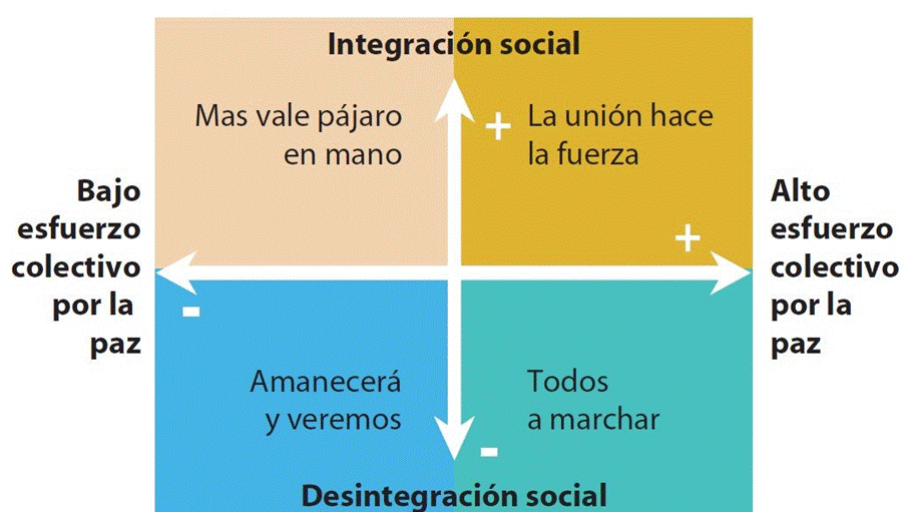 Integración social
Mas vale pájaro
en mano
+ La unión hace
la fuerza
Bajo
esfuerzo
colectivo
por la
paz
Alto
esfuerzo
colectivo
por la
paz
+
-
Amanecerá
y veremos
Todos
a marchar
-
Desintegración social